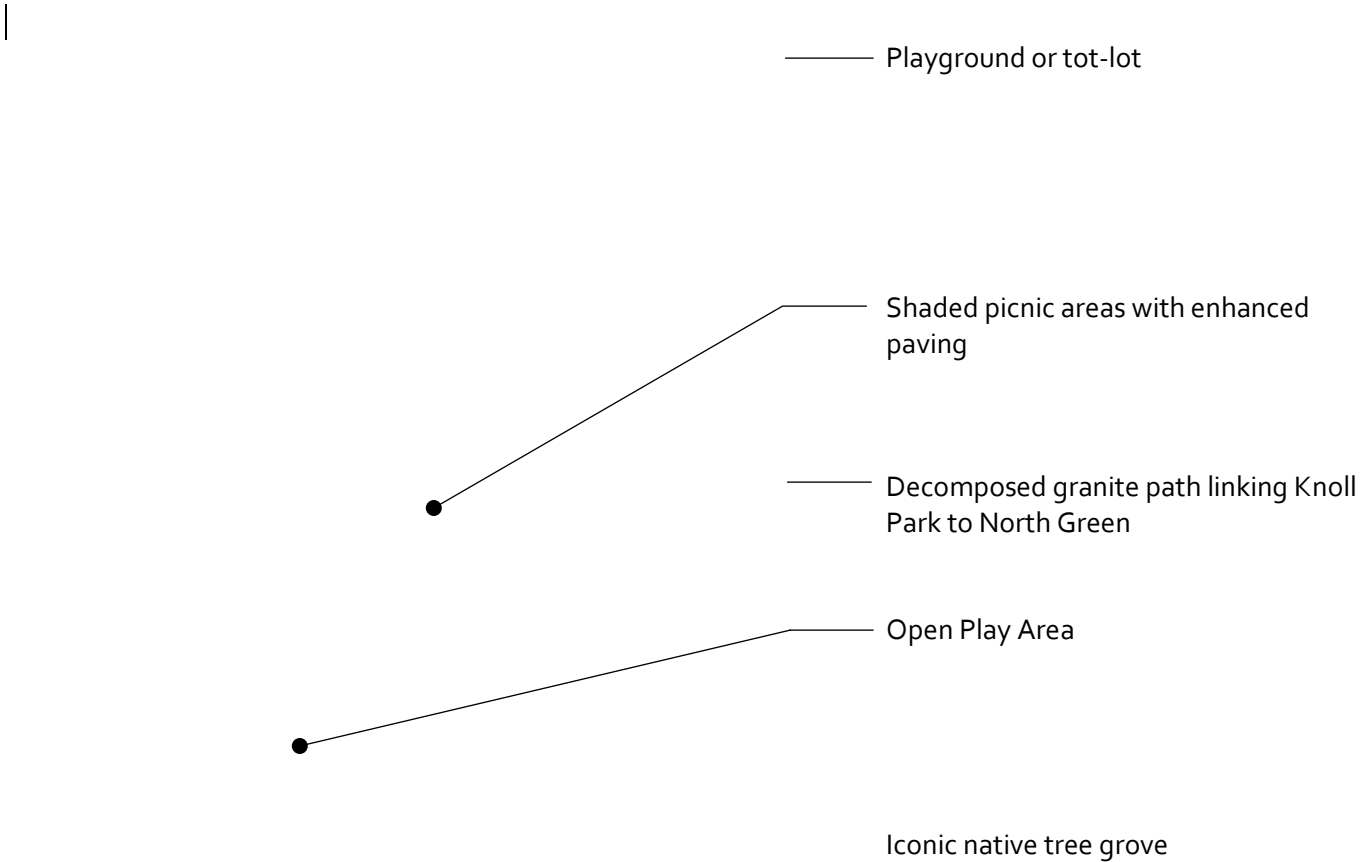 Playground or tot-lot
Shaded picnic areas with enhanced
paving
Decomposed granite path linking Knoll
Park to North Green
Open Play Area
Iconic native tree grove